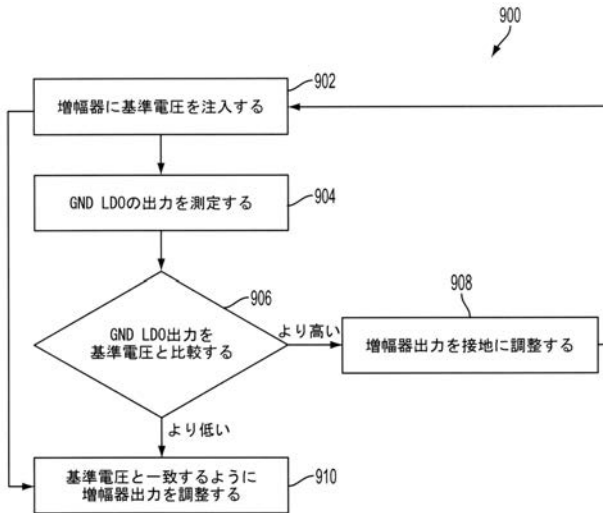 900
902
増幅器に基準電圧を注入する
GND LDOの出力を測定する
904
906
GND LDO出力を
基準電圧と比較する
より高い
908
増幅器出力を接地に調整する
より低い
基準電圧と一致するように
増幅器出力を調整する
910